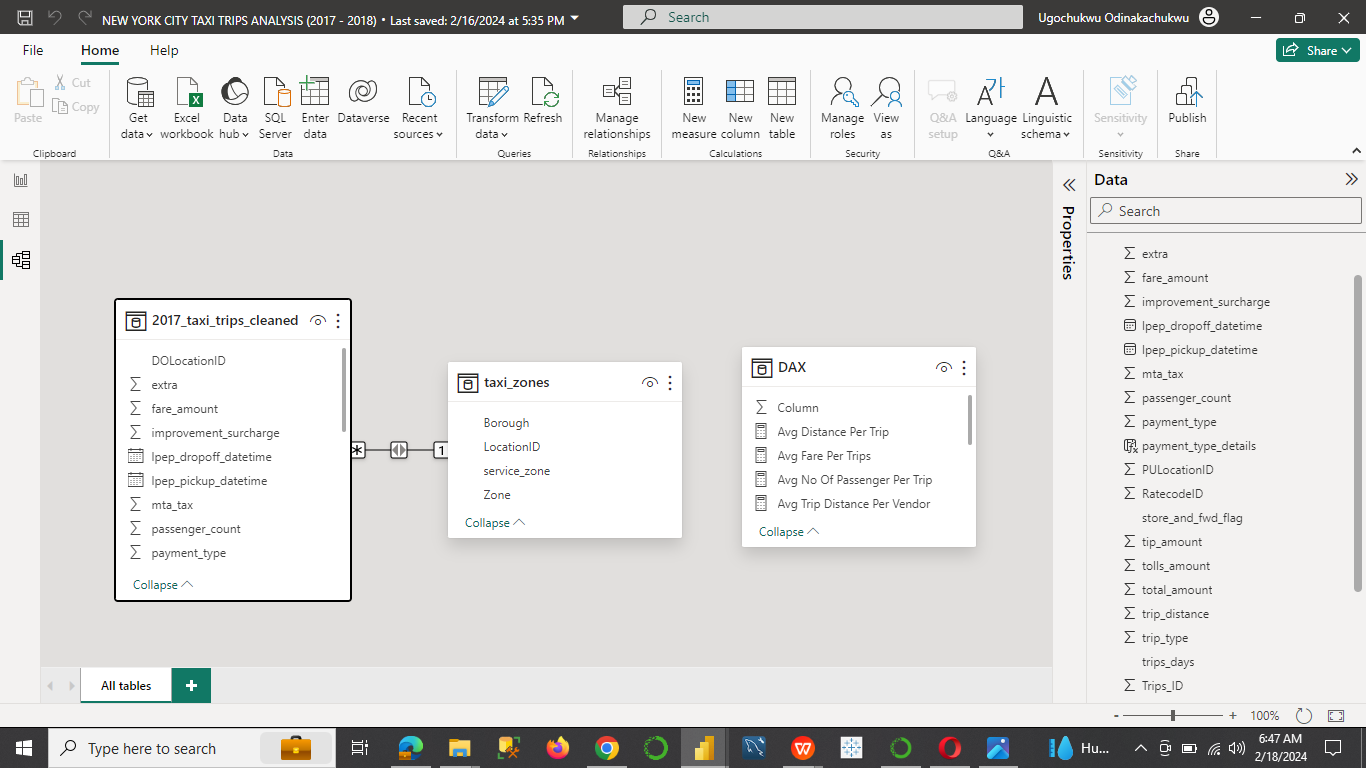 NEW YORK CITY TAXI TRIPS ANALYSIS (2017 - 2018) • Last saved: 2/16/2024 at 5:35 PM
Search
Ugochukwu Odinakachukwu
File
Home
Help
Share
Paste
Cut
Copy
Clipboard
Get data
Excel workbook
Data hub
SQL Server
Enter data
Dataverse
Recent sources
Data
Transform data
Refresh
Queries
Manage relationships
Relationships
New measure
New column
New table
Calculations
Manage roles
View as
Security
Q&A setup
Language
Linguistic schema
Q&A
Sensitivity
Sensitivity
Publish
Share
2017_taxi_trips_cleaned
DOLocationID
extra
fare_amount
improvement_surcharge
lpep_dropoff_datetime
lpep_pickup_datetime
mta_tax
passenger_count
payment_type
Collapse
*
1
taxi_zones
Borough
LocationID
service_zone
Zone
Collapse
DAX
Column
Avg Distance Per Trip
Avg Fare Per Trips
Avg No Of Passenger Per Trip
Avg Trip Distance Per Vendor
Collapse
Properties
Data
Search
extra
fare_amount
improvement_surcharge
lpep_dropoff_datetime
lpep_pickup_datetime
mta_tax
passenger_count
payment_type
payment_type_details
PULocationID
RatecodeID
store_and_fwd_flag
tip_amount
tolls_amount
total_amount
trip_distance
trip_type
trips_days
Trips_ID
All tables
+
- + 100%
Type here to search
Hu...
6:47 AM
2/18/2024